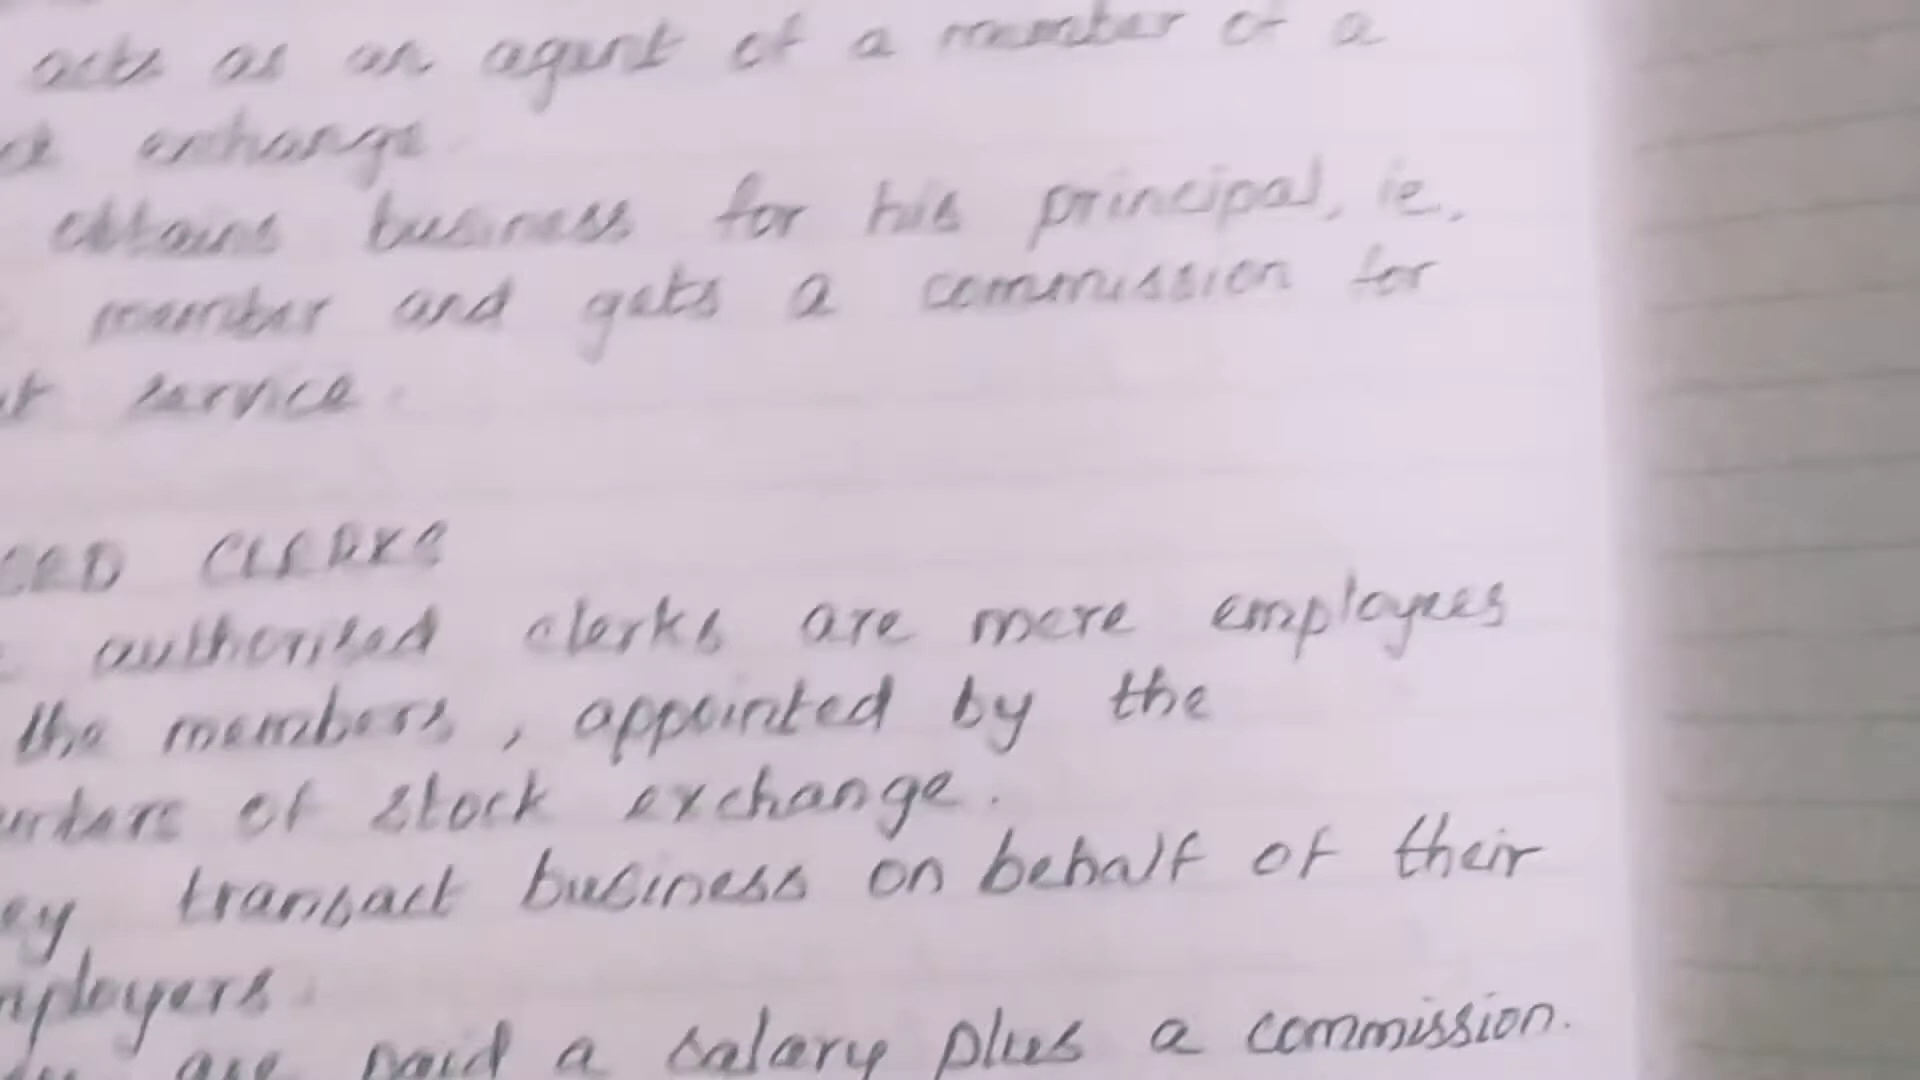 acts as an agent of a member of a
exchange
obtains business for his principal, ie.
member and gets a commission for
service.
CLERKS
authorised clerks are mere employees
the members, appointed by the
of stock exchange.
transact business on behalf of their
are paid a salary plus a commission.